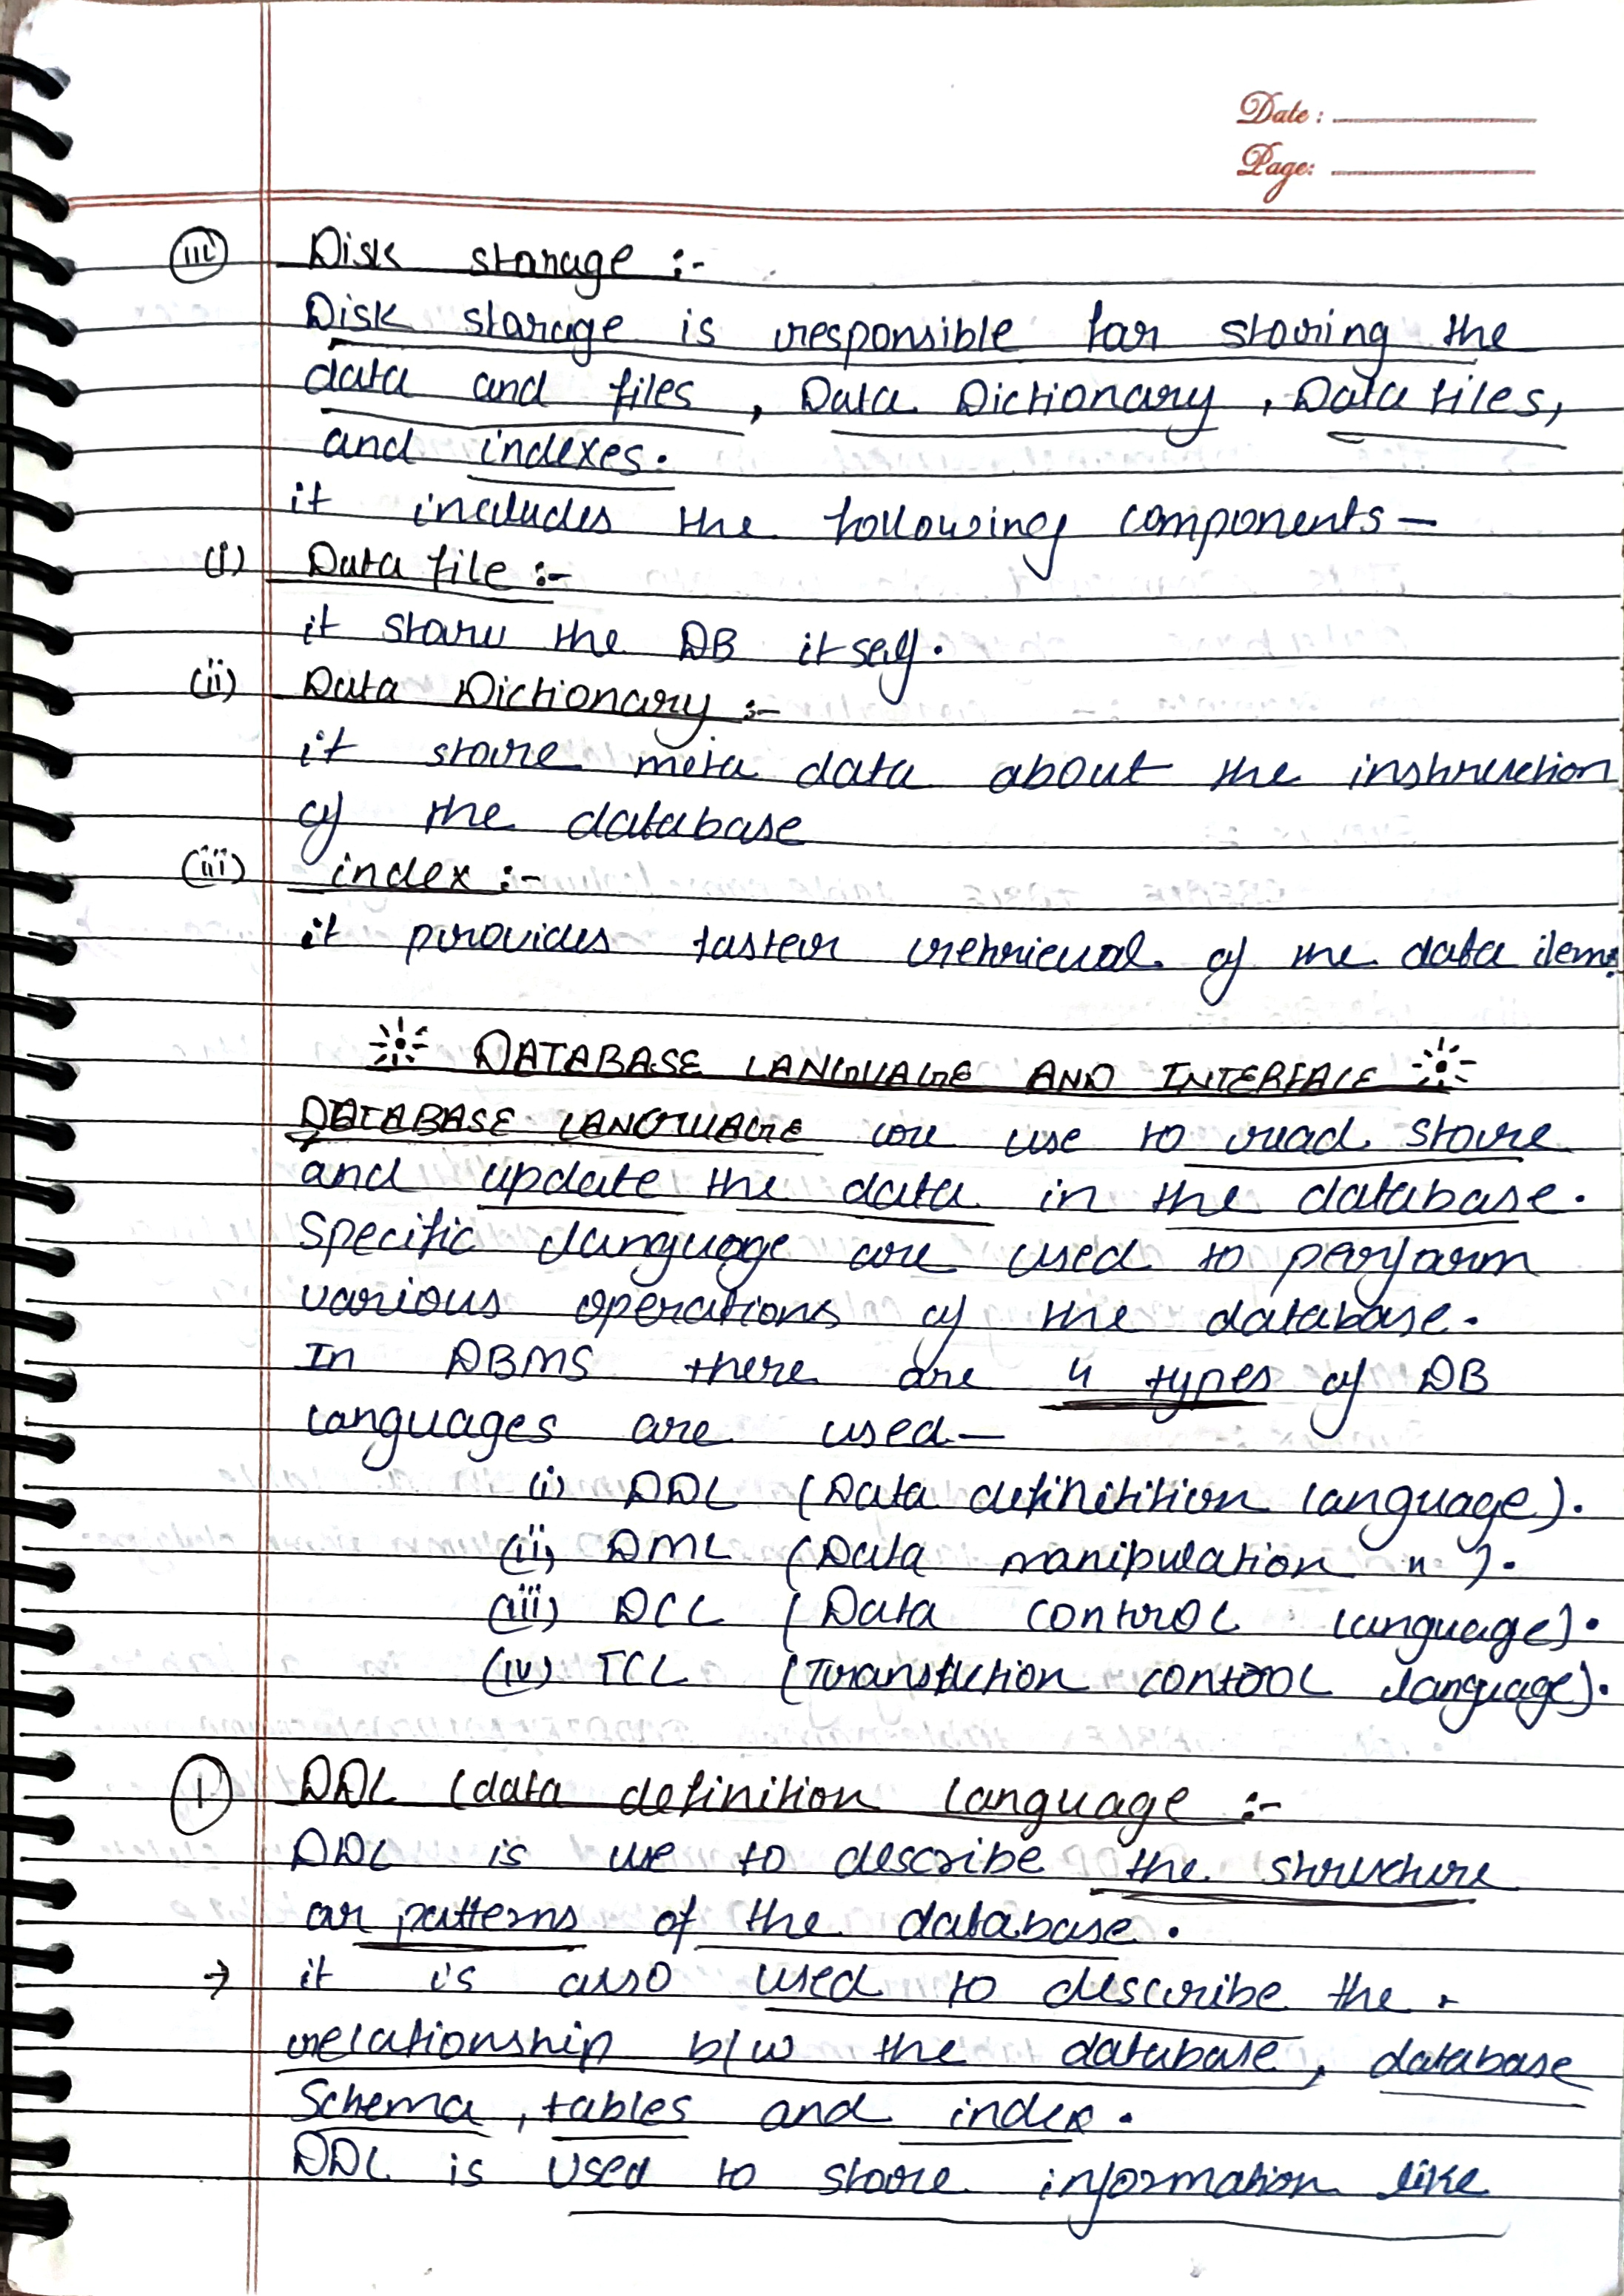 Date:
Page:
(iii) Disk storage :-
Disk storage is responsible for storing the
data and files, Data Dictionary, Data files,
and indexes.
it includes the following components—
(i) Data file :-
it store the DB itself.
(ii) Data Dictionary :-
it store meta data about the instruction
of the database
(iii) index :-
it provides faster retrieval of the data items.
DATABASE LANGUAGE AND INTERFACE
DATABASE LANGUAGE are use to read store
and update the data in the database.
Specific language are used to perform
various operations of the database.
In DBMS there are 4 types of DB
languages are used—
(i) DDL (Data definitition language).
(ii) DML (Data manipulation " ).
(iii) DCL (Data control language).
(iv) TCL (Transaction control language).
(1) DDL (data definition language :-
DDL is use to describe the structure
or patterns of the database.
→ it is also used to describe the
relationship b/w the database, database
Schema, tables and index.
DDL is used to store information like